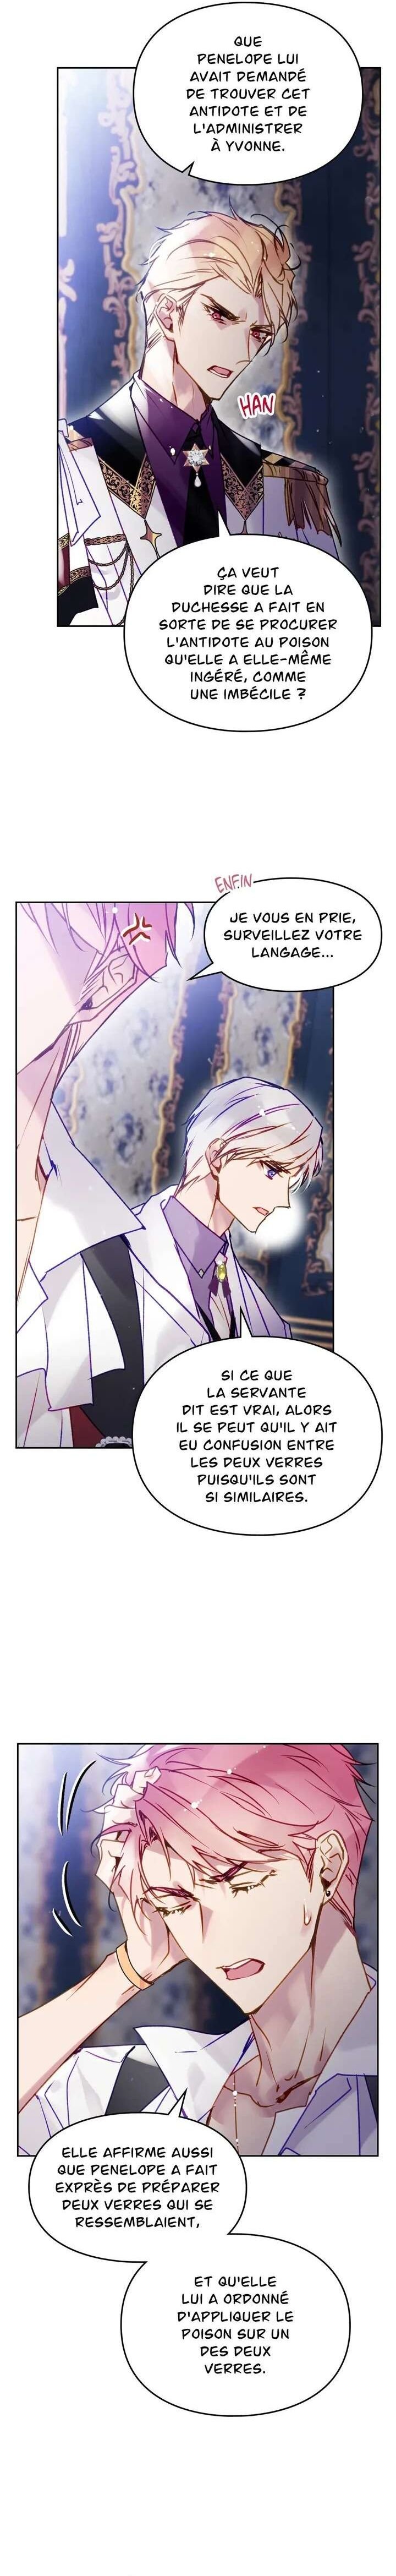 QUE
PENELOPE LUI
AVAIT DEMANDÉ
DE TROUVER CET
ANTIDOTE ET DE
L'ADMINISTRER
À YVONNE.
HAN
ÇA VEUT
DIRE QUE LA
DUCHESSE A FAIT EN
SORTE DE SE PROCURER
L'ANTIDOTE AU POISON
QU'ELLE A ELLE-MÊME
INGÉRÉ, COMME
UNE IMBÉCILE ?
ENFIN
JE VOUS EN PRIE,
SURVEILLEZ VOTRE
LANGAGE...
SI CE QUE
LA SERVANTE
DIT EST VRAI, ALORS
IL SE PEUT QU'IL Y AIT
EU CONFUSION ENTRE
LES DEUX VERRES
PUISQU'ILS SONT
SI SIMILAIRES.
ELLE AFFIRME AUSSI
QUE PENELOPE A FAIT
EXPRÈS DE PRÉPARER
DEUX VERRES QUI SE
RESSEMBLAIENT,
ET QU'ELLE
LUI A ORDONNÉ
D'APPLIQUER LE
POISON SUR UN
DES DEUX
VERRES.